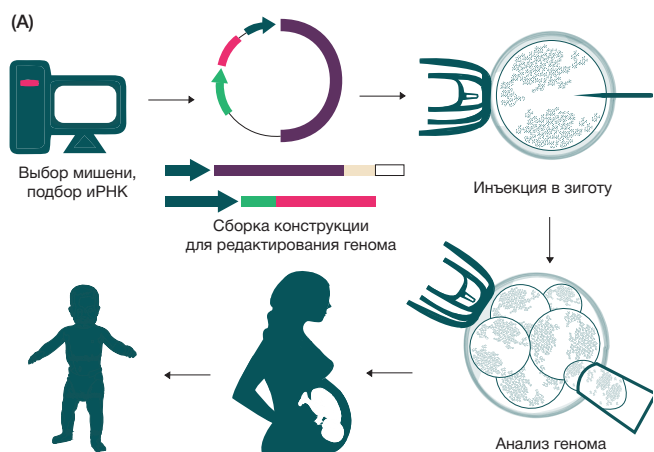 (А)
Выбор мишени,
подбор иРНК
Сборка конструкции
для редактирования генома
Инъекция в зиготу
Анализ генома